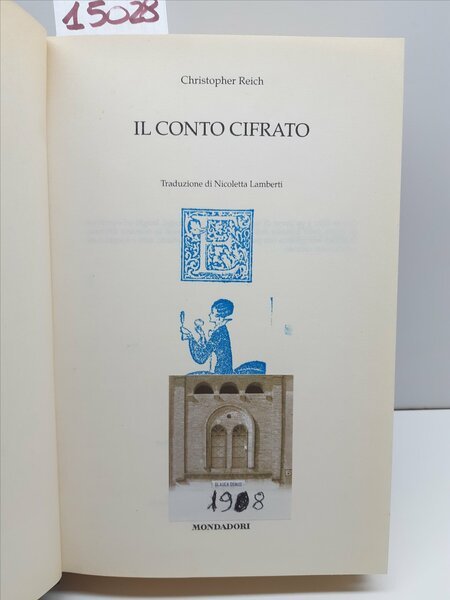 15028
Christopher Reich
IL CONTO CIFRATO
Traduzione di Nicoletta Lamberti
E
1908
MONDADORI